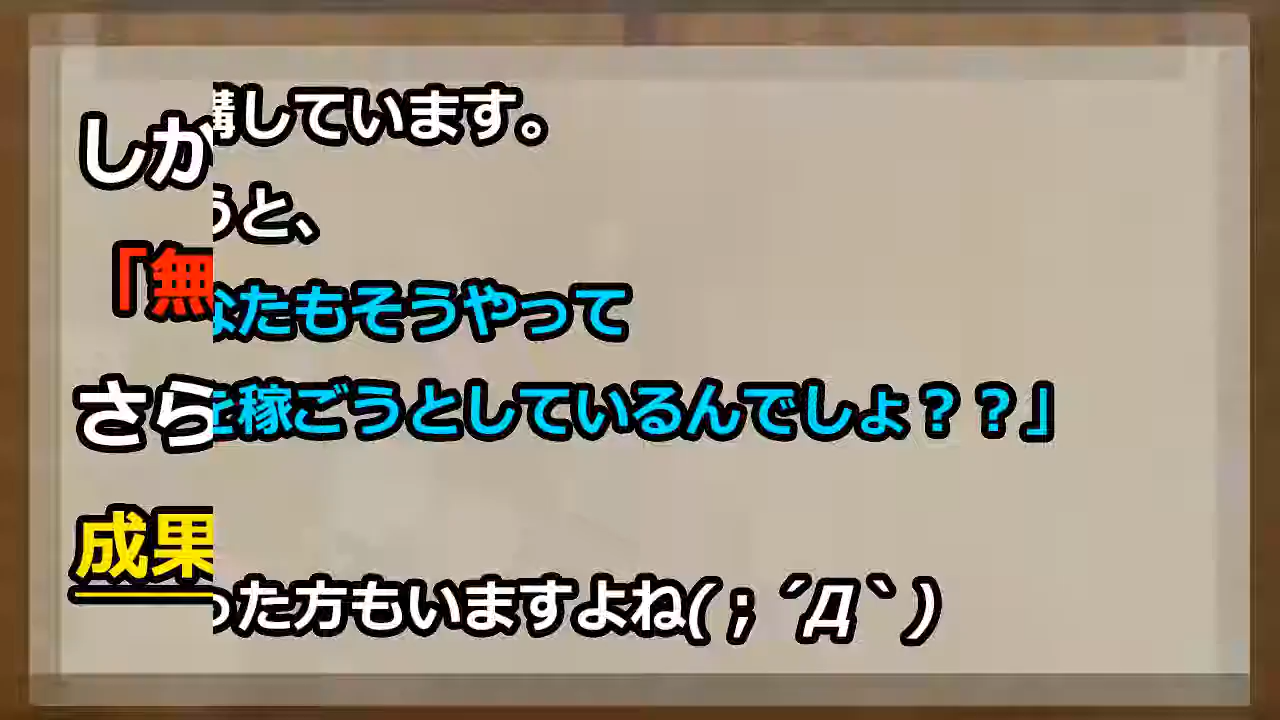 しか
「無
さら
成果
講しています。
うと、
なたもそうやって
を稼ごうとしているんでしょ？？」
った方もいますよね(；´Д｀)